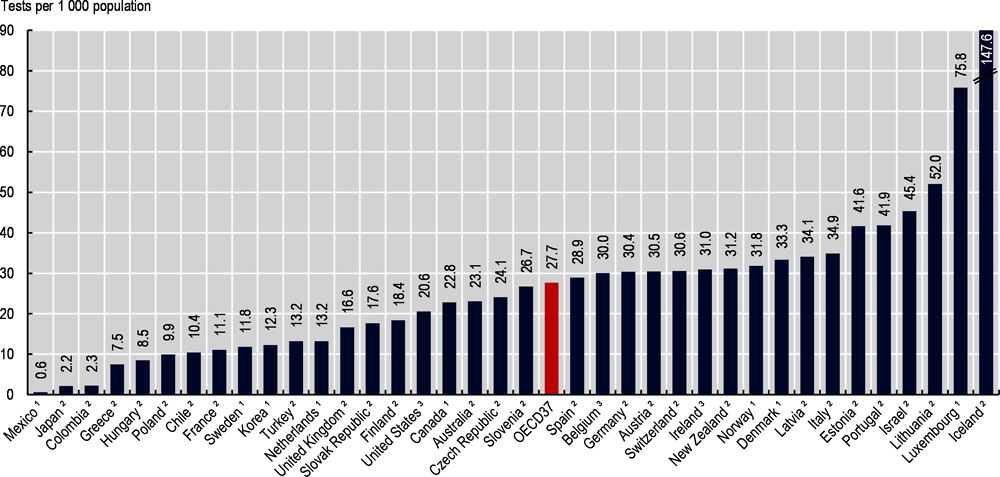 Tests per 1 000 population
90
80
70
60
50
40
30
20
10
0
0.6
2.2
2.3
7.5
8.5
9.9
10.4
11.1
11.8
12.3
13.2
13.2
16.6
17.6
18.4
20.6
22.8
23.1
24.1
26.7
27.7
28.9
30.0
30.4
30.5
30.6
31.0
31.2
31.8
33.3
34.1
34.9
41.6
41.9
45.4
52.0
75.8
147.6
Mexico ¹
Japan ²
Colombia ²
Greece ²
Hungary ²
Poland ²
Chile ²
France ²
Sweden ¹
Korea ¹
Turkey ²
Netherlands ¹
United Kingdom ²
Slovak Republic ²
Finland ²
United States ³
Canada ¹
Australia ²
Czech Republic ²
Slovenia ²
OECD37
Spain ²
Belgium ³
Germany ²
Austria ²
Switzerland ²
Ireland ³
New Zealand ²
Norway ¹
Denmark ¹
Latvia ²
Italy ²
Estonia ²
Portugal ²
Israel ²
Lithuania ²
Luxembourg ¹
Iceland ²